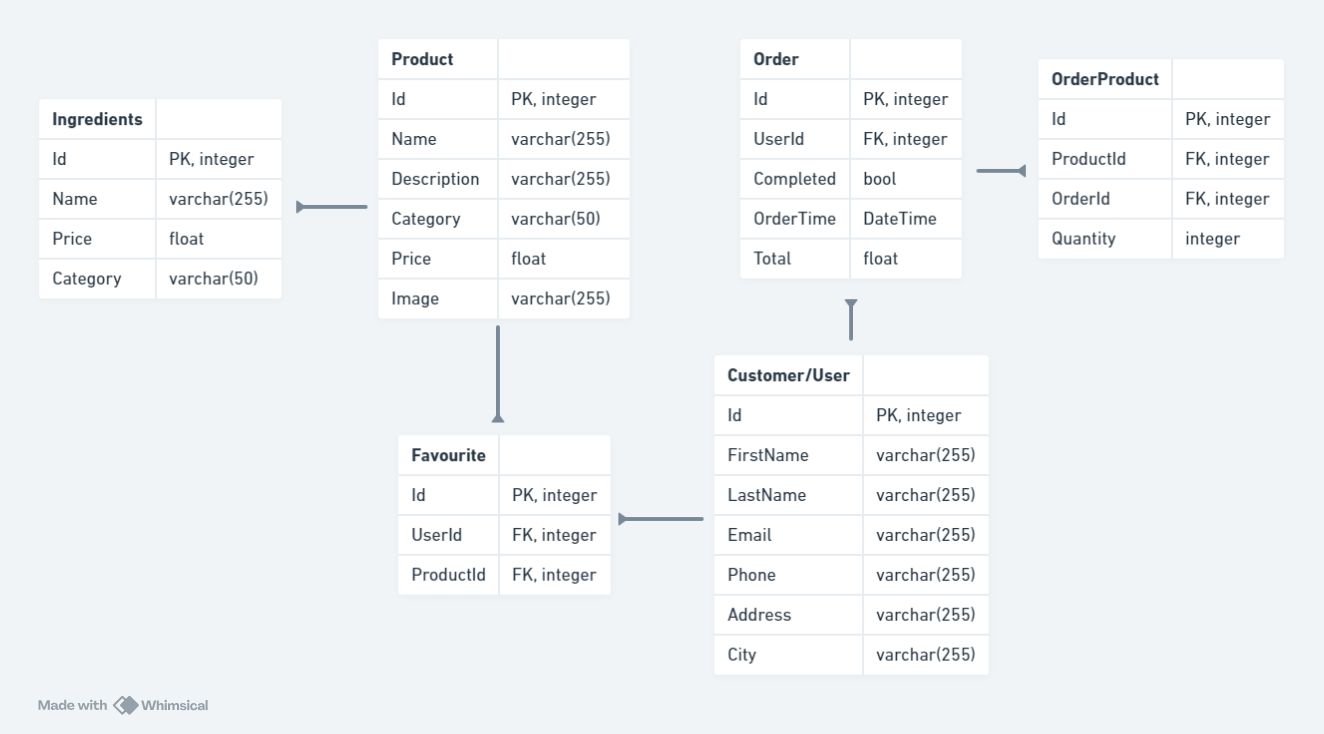 Ingredients
Id PK, integer
Name varchar(255)
Price float
Category varchar(50)
Product
Id PK, integer
Name varchar(255)
Description varchar(255)
Category varchar(50)
Price float
Image varchar(255)
Order
Id PK, integer
UserId FK, integer
Completed bool
OrderTime DateTime
Total float
OrderProduct
Id PK, integer
ProductId FK, integer
OrderId FK, integer
Quantity integer
Favourite
Id PK, integer
UserId FK, integer
ProductId FK, integer
Customer/User
Id PK, integer
FirstName varchar(255)
LastName varchar(255)
Email varchar(255)
Phone varchar(255)
Address varchar(255)
City varchar(255)
Made with Whimsical